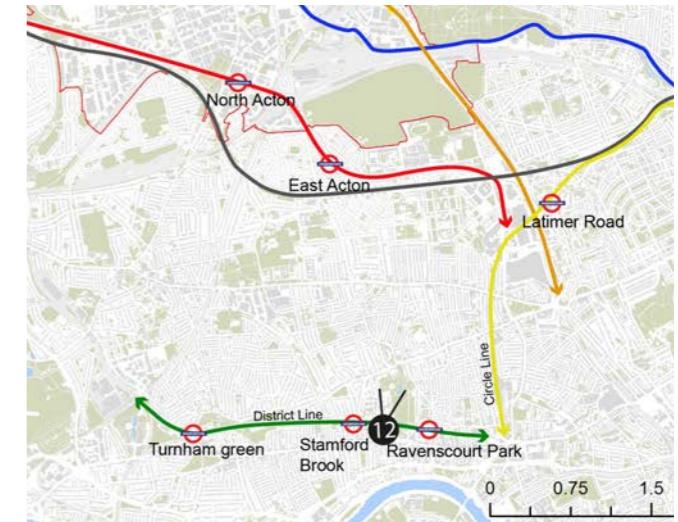 North Acton
East Acton
Latimer Road
Circle Line
District Line
12
Turnham green
Stamford
Brook
Ravenscourt Park
0 0.75 1.5